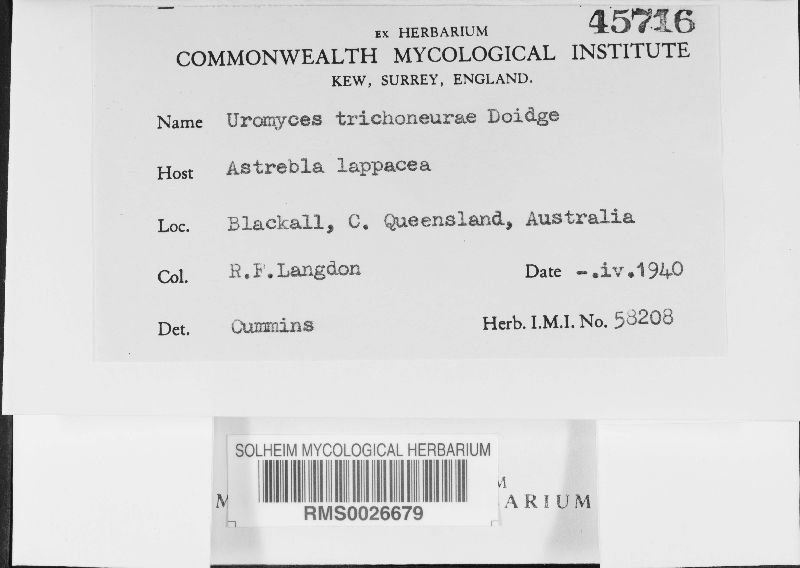 45716
EX HERBARIUM
COMMONWEALTH MYCOLOGICAL INSTITUTE
KEW, SURREY, ENGLAND.
Name Uromyces trichoneurae Doidge
Host Astrebla lappacea
Loc. Blackall, C. Queensland, Australia
Col. R.F.Langdon Date -.iv.1940
Det. Cummins Herb. I.M.I. No. 58208
SOLHEIM MYCOLOGICAL HERBARIUM
RMS0026679
M
M ARIUM